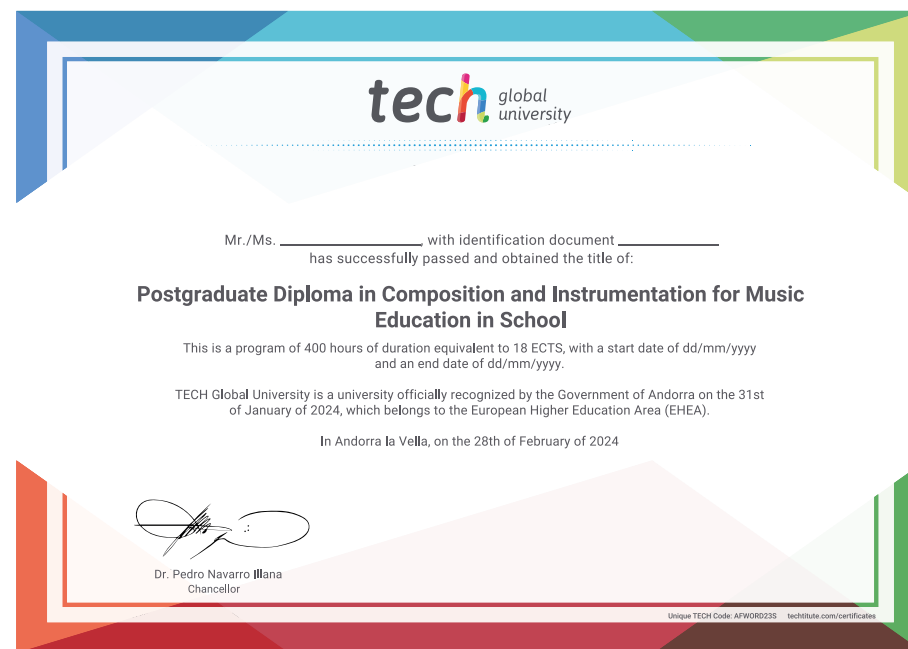 tech global
university
Mr./Ms. ____________, with identification document ____________
has successfully passed and obtained the title of:
Postgraduate Diploma in Composition and Instrumentation for Music
Education in School
This is a program of 400 hours of duration equivalent to 18 ECTS, with a start date of dd/mm/yyyy
and an end date of dd/mm/yyyy.
TECH Global University is a university officially recognized by the Government of Andorra on the 31st
of January of 2024, which belongs to the European Higher Education Area (EHEA).
In Andorra la Vella, on the 28th of February of 2024
Dr. Pedro Navarro Illana
Chancellor
Unique TECH Code: AFWORD23S techtitute.com/certificates